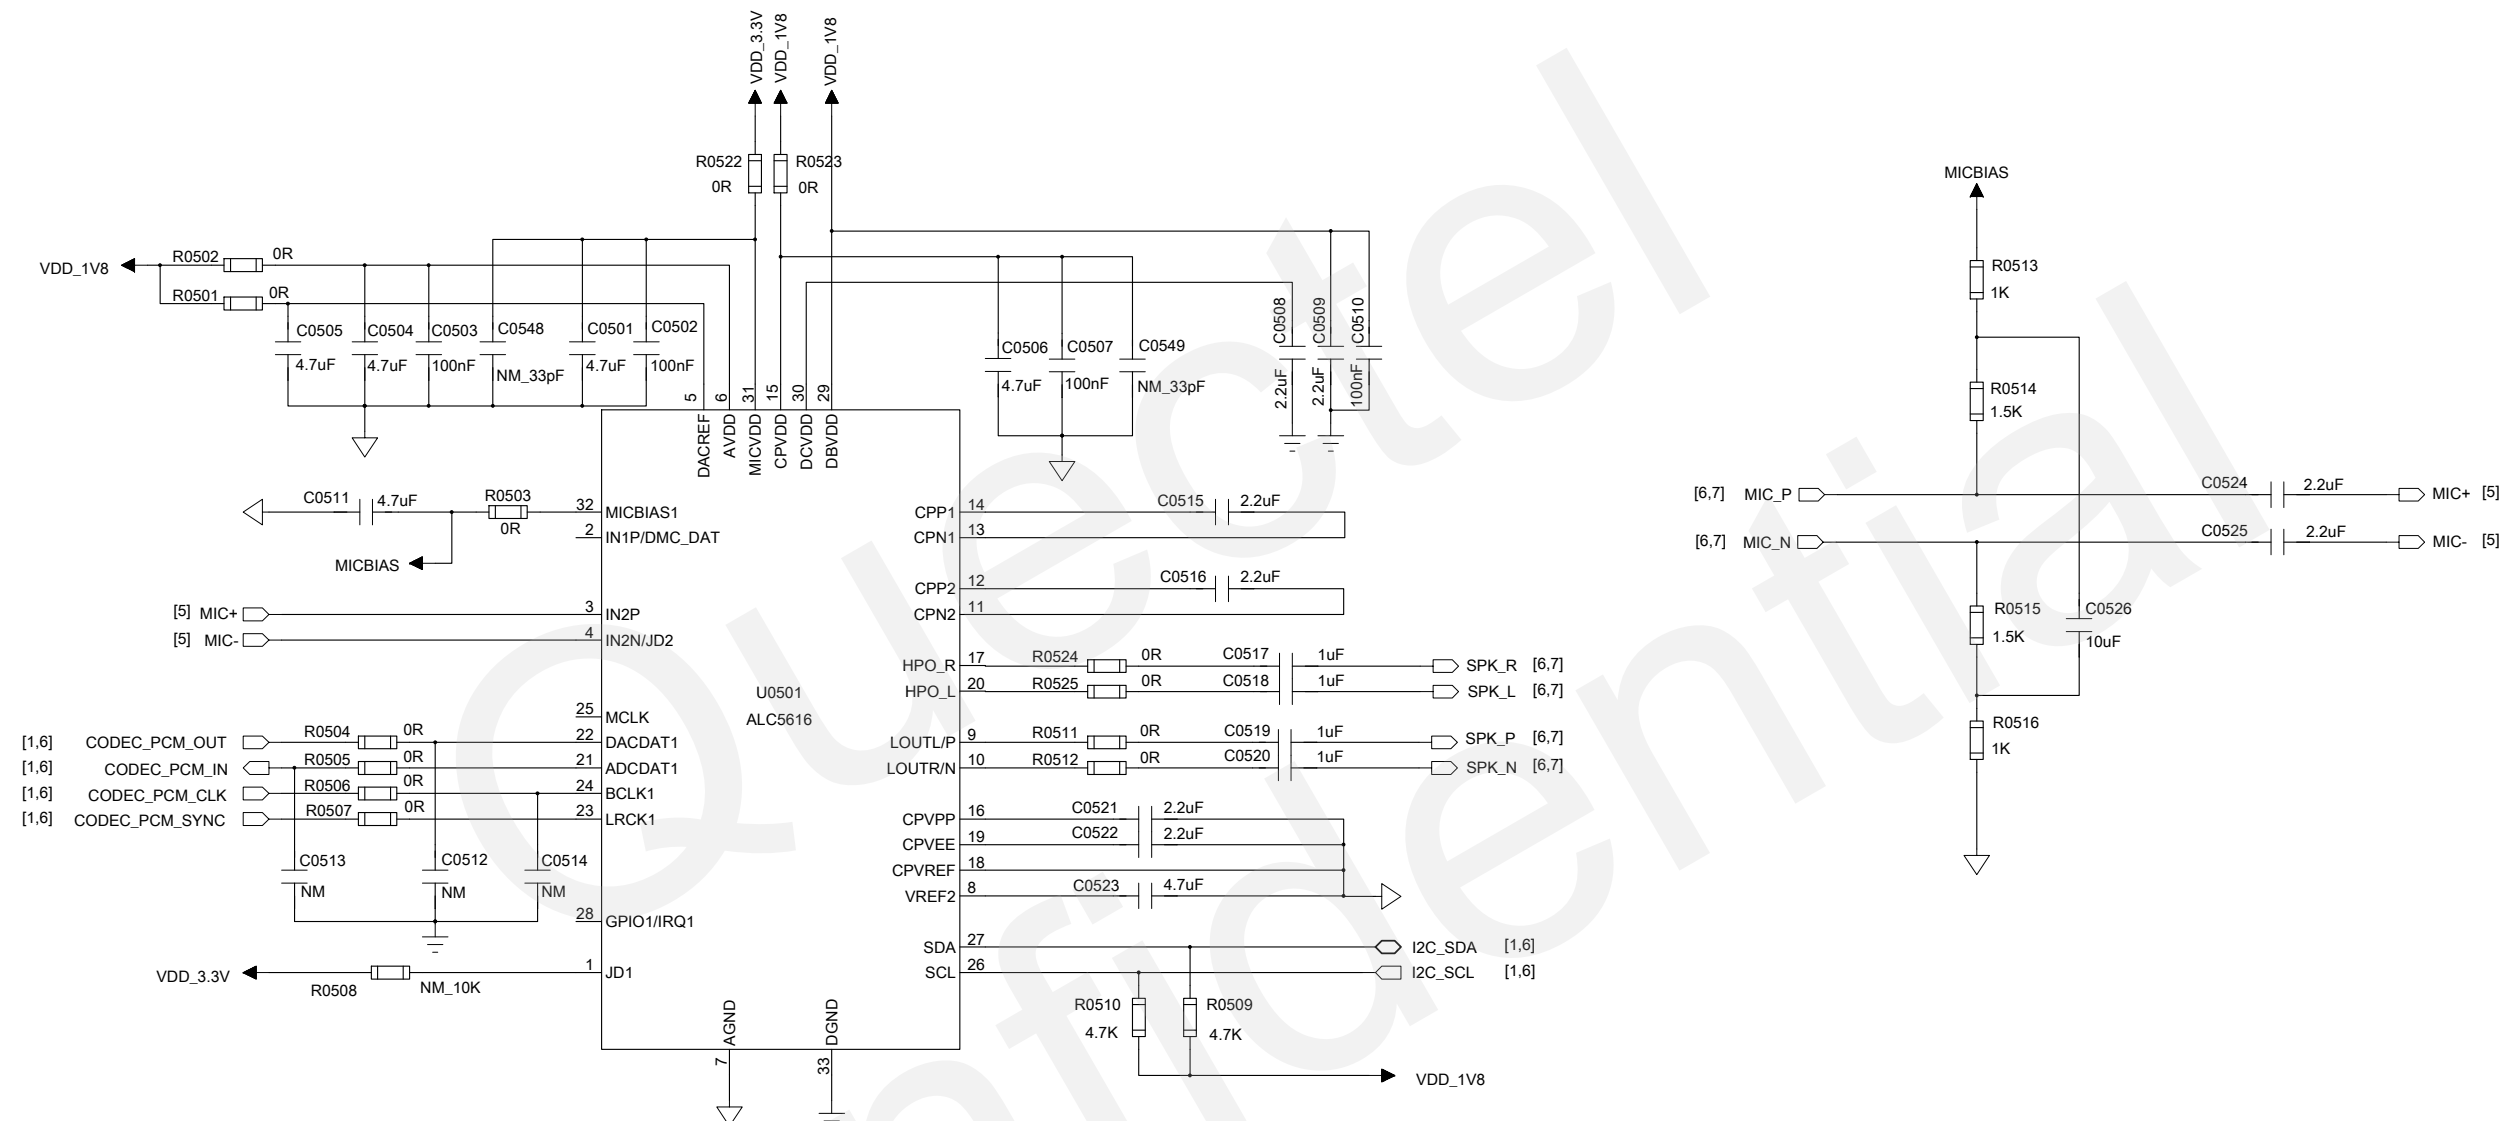 VDD_3.3V
VDD_1V8
VDD_1V8
R0522
0R
R0523
0R
VDD_1V8
R0502
0R
R0501
0R
C0505
4.7uF
C0504
4.7uF
C0503
100nF
C0548
NM_33pF
C0501
4.7uF
C0502
100nF
C0506
4.7uF
C0507
100nF
C0549
NM_33pF
C0508
2.2uF
C0509
2.2uF
C0510
100nF
5
6
31
15
30
29
DACREF
AVDD
MICVDD
CPVDD
DCVDD
DBVDD
C0511
4.7uF
R0503
0R
32
MICBIAS1
2
IN1P/DMC_DAT
MICBIAS
[5]
MIC+
3
IN2P
[5]
MIC-
4
IN2N/JD2
U0501
ALC5616
25
MCLK
[1,6]
CODEC_PCM_OUT
R0504
0R
22
DACDAT1
[1,6]
CODEC_PCM_IN
R0505
0R
21
ADCDAT1
[1,6]
CODEC_PCM_CLK
R0506
0R
24
BCLK1
[1,6]
CODEC_PCM_SYNC
R0507
0R
23
LRCK1
C0513
NM
C0512
NM
C0514
NM
28
GPIO1/IRQ1
VDD_3.3V
R0508
NM_10K
1
JD1
AGND
7
DGND
33
CPP1
14
C0515
2.2uF
CPN1
13
CPP2
12
C0516
2.2uF
CPN2
11
HPO_R
17
R0524
0R
C0517
1uF
SPK_R
[6,7]
HPO_L
20
R0525
0R
C0518
1uF
SPK_L
[6,7]
LOUTL/P
9
R0511
0R
C0519
1uF
SPK_P
[6,7]
LOUTR/N
10
R0512
0R
C0520
1uF
SPK_N
[6,7]
CPVPP
16
C0521
2.2uF
CPVEE
19
C0522
2.2uF
CPVREF
18
VREF2
8
C0523
4.7uF
SDA
27
I2C_SDA
[1,6]
SCL
26
I2C_SCL
[1,6]
R0510
4.7K
R0509
4.7K
VDD_1V8
MICBIAS
R0513
1K
R0514
1.5K
[6,7]
MIC_P
C0524
2.2uF
MIC+
[5]
[6,7]
MIC_N
C0525
2.2uF
MIC-
[5]
R0515
1.5K
C0526
10uF
R0516
1K
Quectel
nfidential